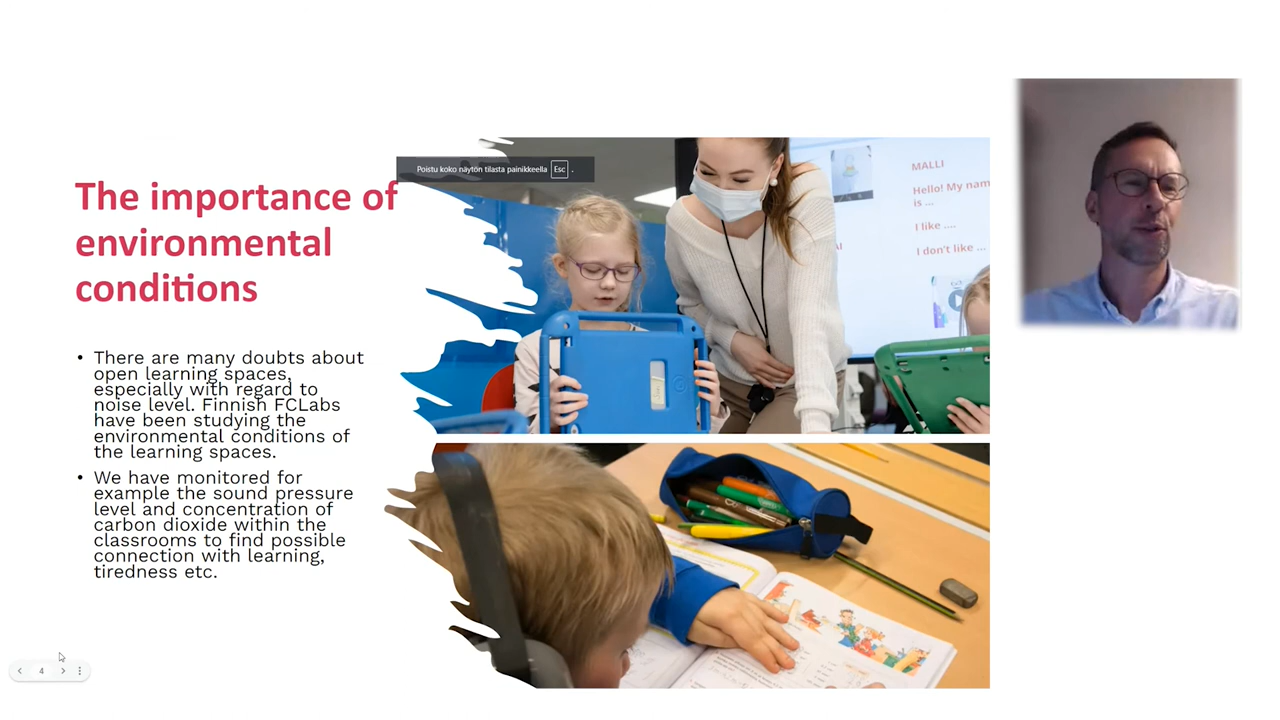 The importance of
environmental
conditions
• There are many doubts about
open learning spaces,
especially with regard to
noise level. Finnish FCLabs
have been studying the
environmental conditions of
the learning spaces.
• We have monitored for
example the sound pressure
level and concentration of
carbon dioxide within the
classrooms to find possible
connection with learning,
tiredness etc.
Poistu koko näytön tilasta painikkeella Esc .
MALLI
Hello! My nam
is ...
I like ....
I don't like ...
4